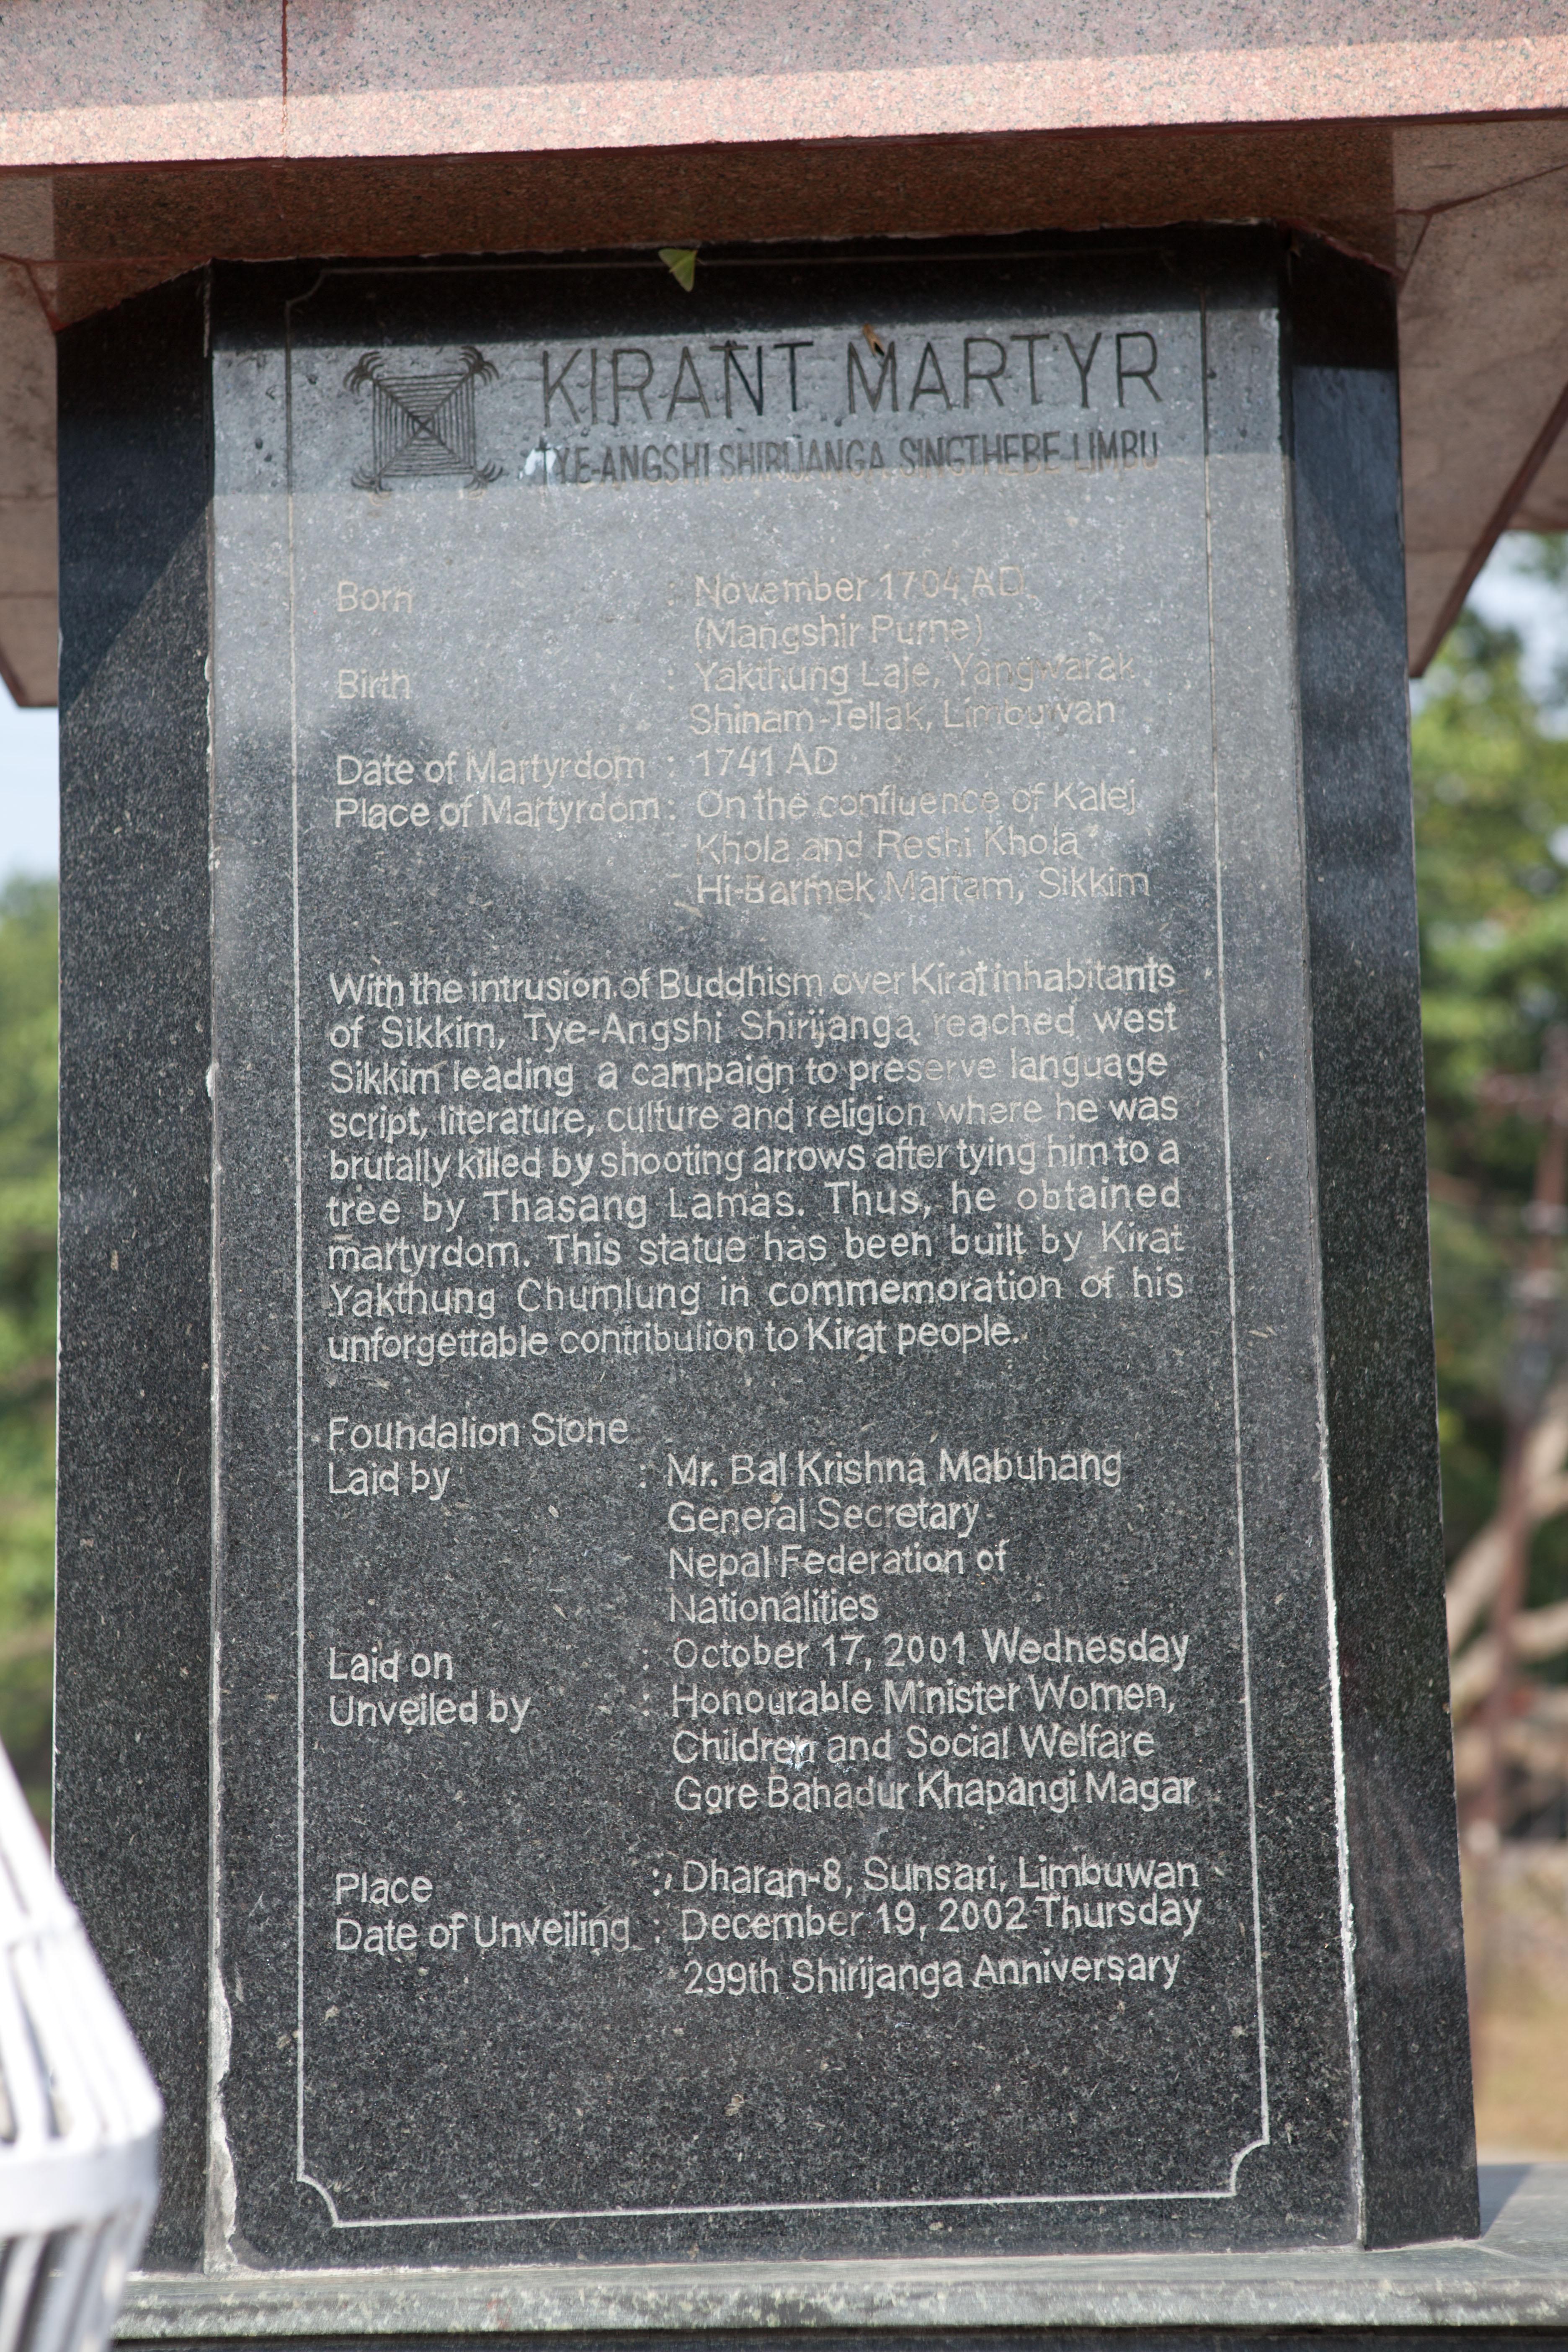 KIRANT MARTYR
TYE-ANGSHI SHIRIJANGA SINGTHEBE LIMBU
Born : November 1704 AD
(Mangshir Purne)
Birth : Yakthung Laje, Yangwarak
Shinam-Tellak, Limbuwan
Date of Martyrdom : 1741 AD
Place of Martyrdom : On the confluence of Kalej
Khola and Reshi Khola
Hi-Barmek Martam, Sikkim
With the intrusion of Buddhism over Kirat inhabitants
of Sikkim, Tye-Angshi Shirijanga reached west
Sikkim leading a campaign to preserve language
script, literature, culture and religion where he was
brutally killed by shooting arrows after tying him to a
tree by Thasang Lamas. Thus, he obtained
martyrdom. This statue has been built by Kirat
Yakthung Chumlung in commemoration of his
unforgettable contribution to Kirat people.
Foundation Stone
Laid by : Mr. Bal Krishna Mabuhang
General Secretary
Nepal Federation of
Nationalities
Laid on : October 17, 2001 Wednesday
Unveiled by : Honourable Minister Women,
Children and Social Welfare
Gore Bahadur Khapangi Magar
Place : Dharan-8, Sunsari, Limbuwan
Date of Unveiling : December 19, 2002 Thursday
299th Shirijanga Anniversary